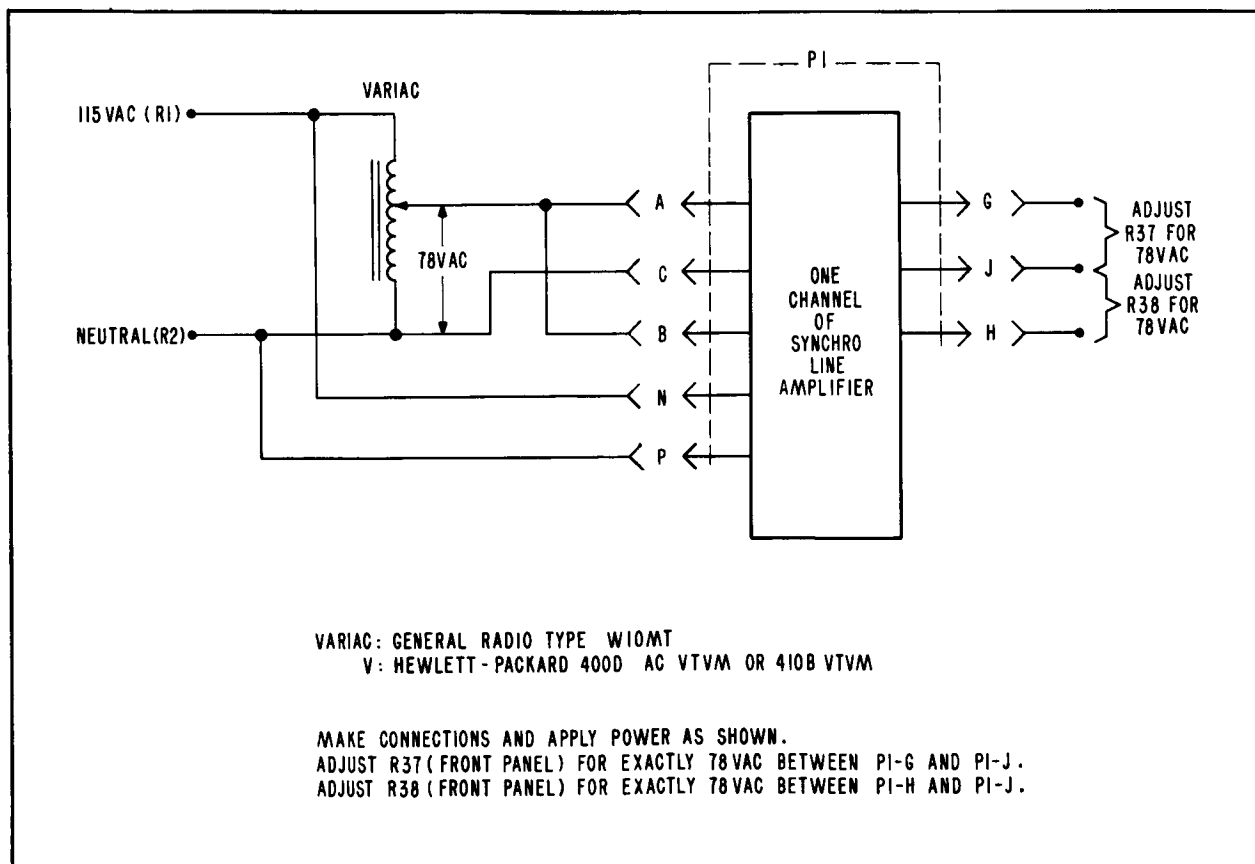 P1
VARIAC
115VAC (R1)
A
G
ADJUST
R37 FOR
78VAC
78VAC
C
J
ADJUST
R38 FOR
78VAC
NEUTRAL(R2)
B
H
ONE
CHANNEL
OF
SYNCHRO
LINE
AMPLIFIER
N
P
VARIAC: GENERAL RADIO TYPE W10MT
V: HEWLETT-PACKARD 400D AC VTVM OR 410B VTVM
MAKE CONNECTIONS AND APPLY POWER AS SHOWN.
ADJUST R37 (FRONT PANEL) FOR EXACTLY 78VAC BETWEEN P1-G AND P1-J.
ADJUST R38 (FRONT PANEL) FOR EXACTLY 78VAC BETWEEN P1-H AND P1-J.